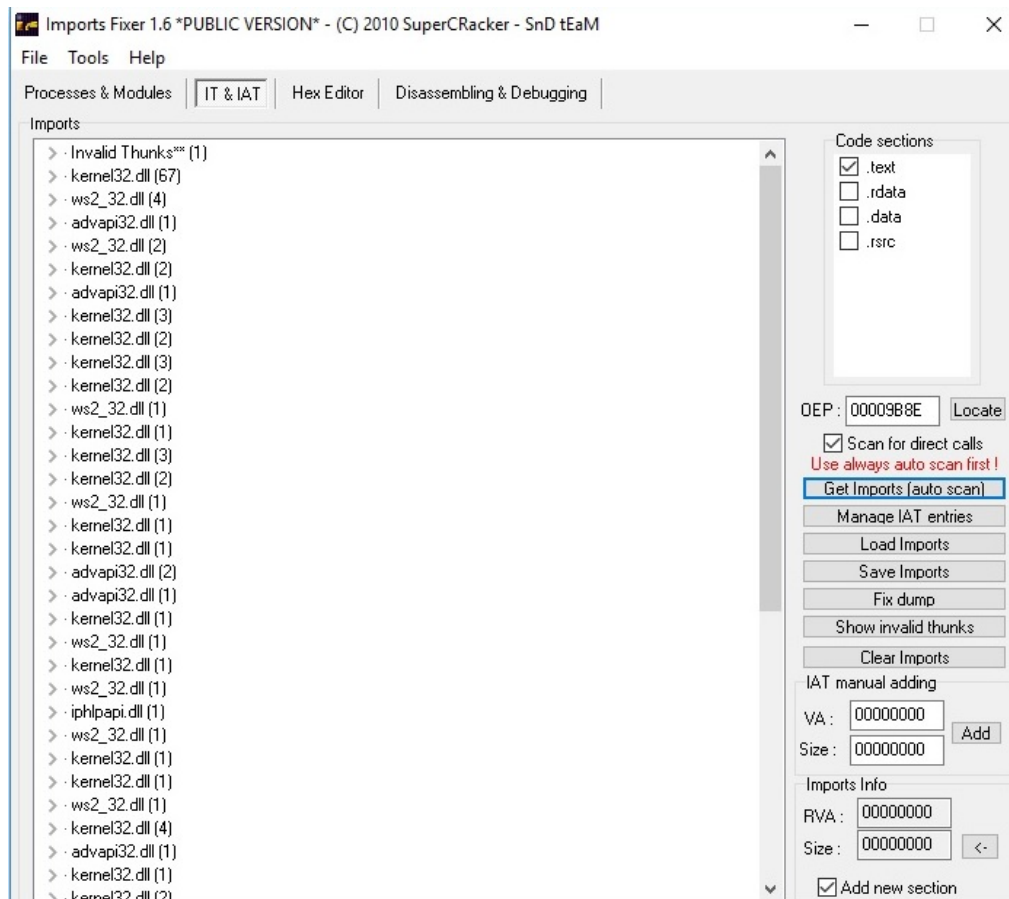 Imports Fixer 1.6 *PUBLIC VERSION* - (C) 2010 SuperCRacker - SnD tEaM
File Tools Help
Processes & Modules IT & IAT Hex Editor Disassembling & Debugging
Imports
Invalid Thunks** (1)
kernel32.dll (67)
ws2_32.dll (4)
advapi32.dll (1)
ws2_32.dll (2)
kernel32.dll (2)
advapi32.dll (1)
kernel32.dll (3)
kernel32.dll (2)
kernel32.dll (3)
kernel32.dll (2)
ws2_32.dll (1)
kernel32.dll (1)
kernel32.dll (3)
kernel32.dll (2)
ws2_32.dll (1)
kernel32.dll (1)
kernel32.dll (1)
advapi32.dll (2)
advapi32.dll (1)
kernel32.dll (1)
ws2_32.dll (1)
kernel32.dll (1)
ws2_32.dll (1)
iphlpapi.dll (1)
ws2_32.dll (1)
kernel32.dll (1)
kernel32.dll (1)
ws2_32.dll (1)
kernel32.dll (4)
advapi32.dll (1)
kernel32.dll (1)
kernel32.dll (2)
Code sections
.text
.rdata
.data
.rsrc
OEP : 00009B8E Locate
Scan for direct calls
Use always auto scan first !
Get Imports (auto scan)
Manage IAT entries
Load Imports
Save Imports
Fix dump
Show invalid thunks
Clear Imports
IAT manual adding
VA : 00000000
Add
Size : 00000000
Imports Info
RVA : 00000000
Size : 00000000 <-
Add new section